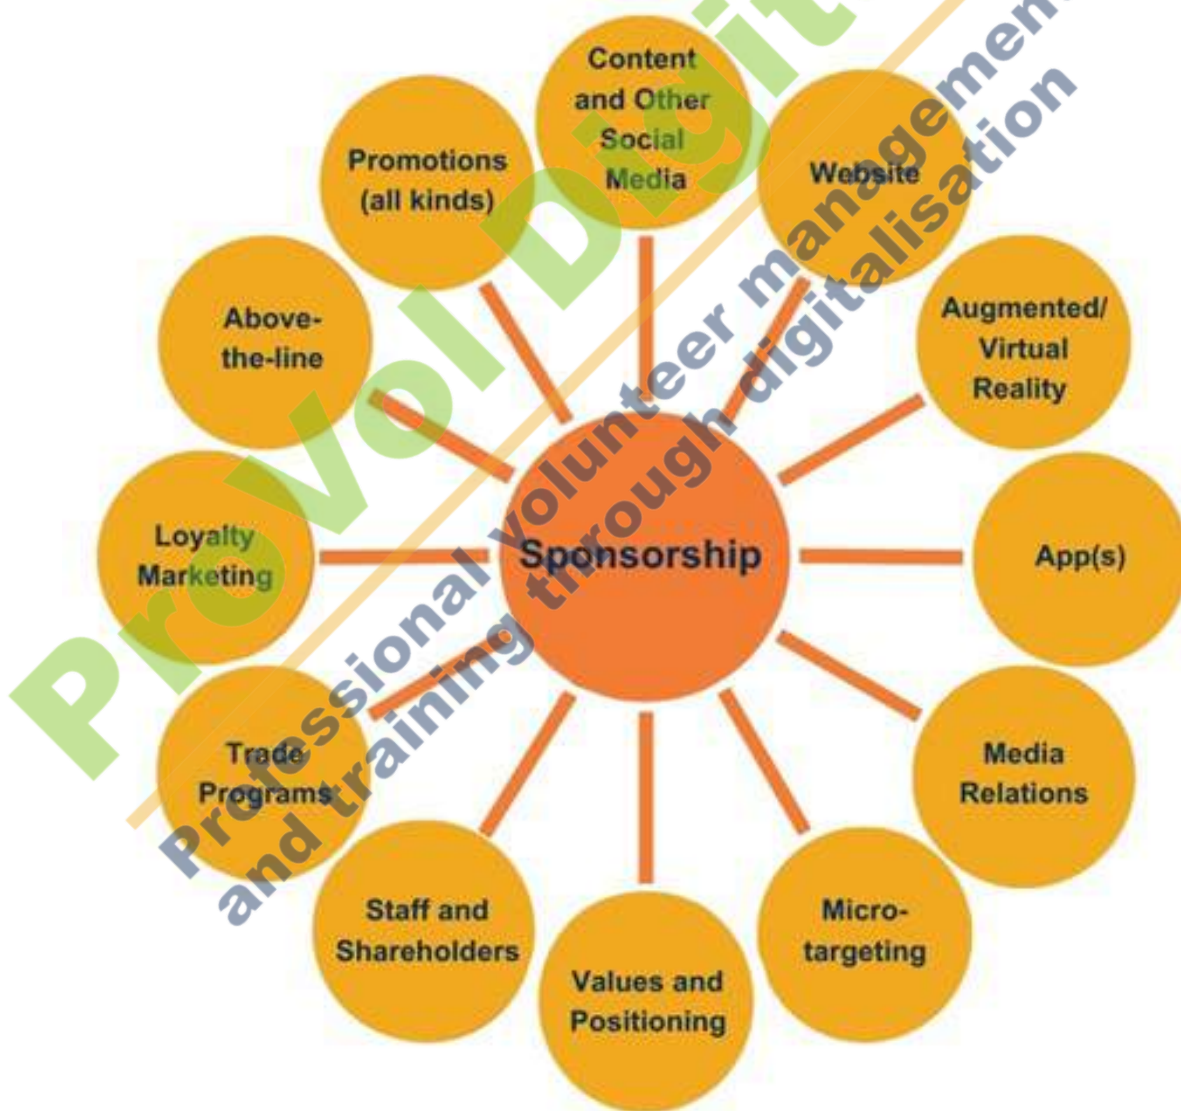 Content
and Other
Social
Media
Website
Augmented/
Virtual
Reality
App(s)
Media
Relations
Micro-
targeting
Values and
Positioning
Staff and
Shareholders
Trade
Programs
Loyalty
Marketing
Above-
the-line
Promotions
(all kinds)
Sponsorship
ProVol Digit
Professional volunteer management
and training through digitalisation